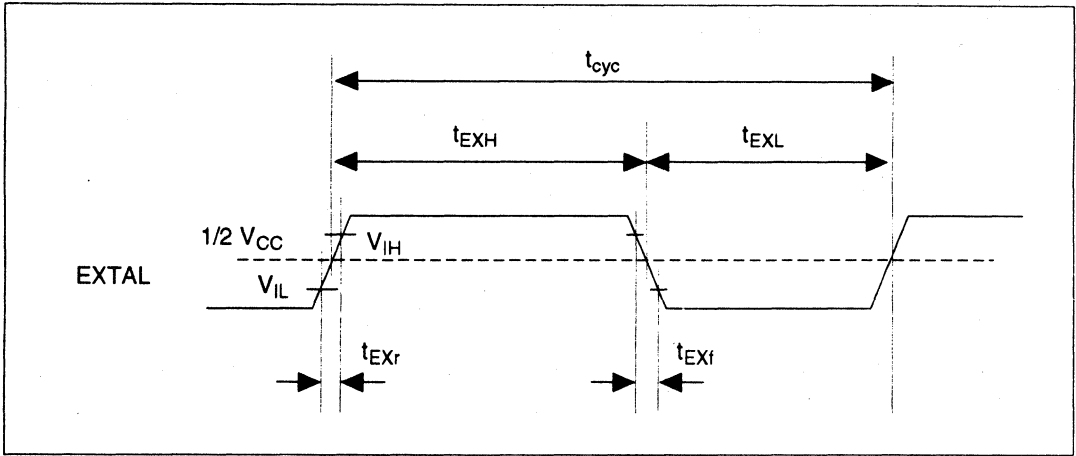 tcyc
tEXH
tEXL
1/2 VCC
VIH
EXTAL
VIL
tEXr
tEXf